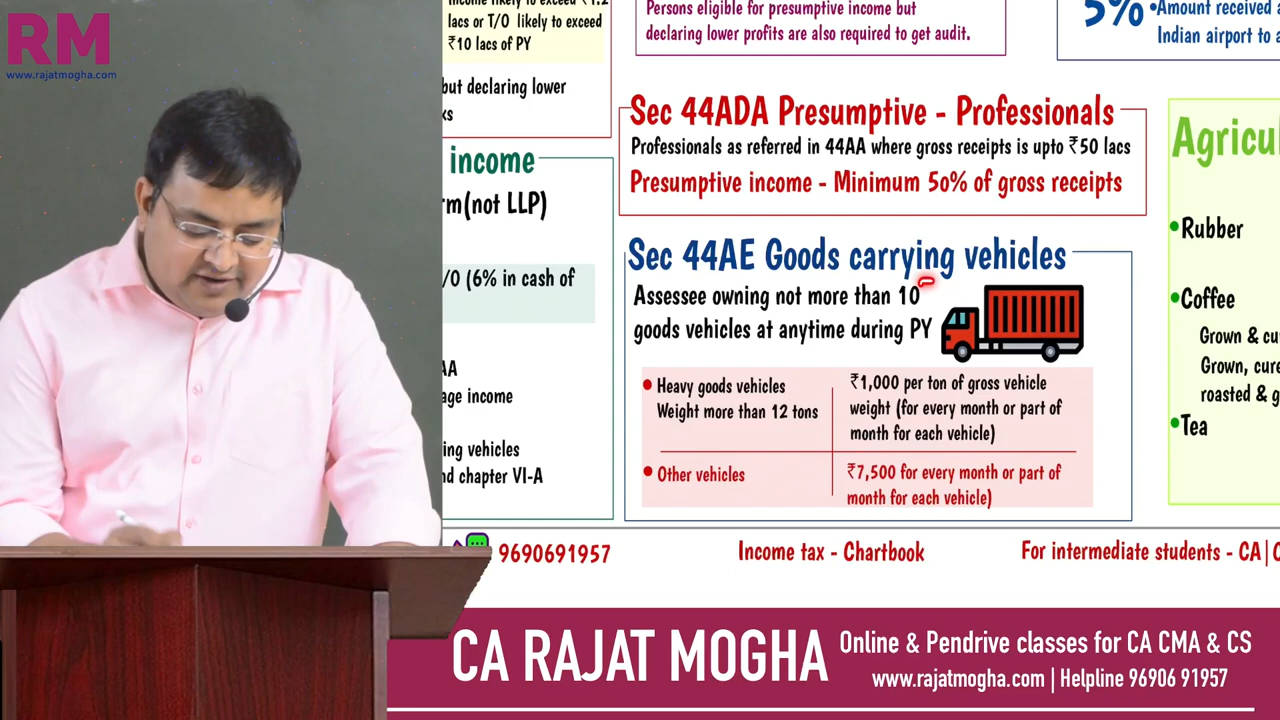 RM
www.rajatmogha.com
Income likely to exceed ₹1.2
lacs or T/O likely to exceed
₹10 lacs of PY
but declaring lower
ks
income
rm(not LLP)
/O (6% in cash of
AA
age income
ing vehicles
nd chapter VI-A
Persons eligible for presumptive income but
declaring lower profits are also required to get audit.
5%
•Amount received a
Indian airport to a
Sec 44ADA Presumptive - Professionals
Professionals as referred in 44AA where gross receipts is upto ₹50 lacs
Presumptive income - Minimum 50% of gross receipts
Sec 44AE Goods carrying vehicles
Assessee owning not more than 10
goods vehicles at anytime during PY
• Heavy goods vehicles
Weight more than 12 tons
₹1,000 per ton of gross vehicle
weight (for every month or part of
month for each vehicle)
• Other vehicles
₹7,500 for every month or part of
month for each vehicle)
Agricu
•Rubber
•Coffee
Grown & cu
Grown, cure
roasted & g
•Tea
9690691957
Income tax - Chartbook
For intermediate students - CA|C
CA RAJAT MOGHA
Online & Pendrive classes for CA CMA & CS
www.rajatmogha.com | Helpline 96906 91957